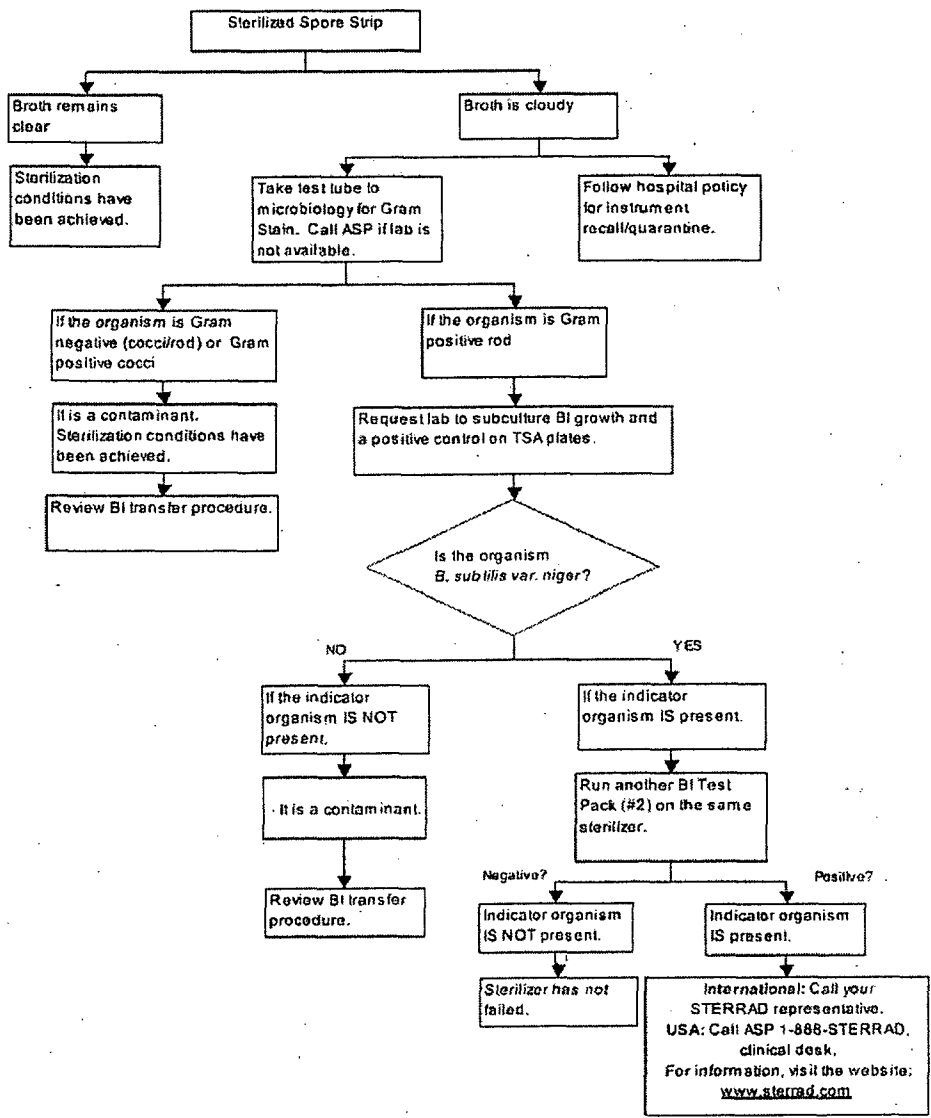 Sterilized Spore Strip
Broth remains
clear
Broth is cloudy
Sterilization
conditions have
been achieved.
Take test tube to
microbiology for Gram
Stain. Call ASP if lab is
not available.
Follow hospital policy
for instrument
recall/quarantine.
If the organism is Gram
negative (cocci/rod) or Gram
positive cocci
If the organism is Gram
positive rod
It is a contaminant.
Sterilization conditions have
been achieved.
Request lab to subculture BI growth and
a positive control on TSA plates.
Review BI transfer procedure.
Is the organism
B. subtilis var. niger?
NO
YES
If the indicator
organism IS NOT
present.
If the indicator
organism IS present.
It is a contaminant.
Run another BI Test
Pack (#2) on the same
sterilizer.
Review BI transfer
procedure.
Negative?
Positive?
Indicator organism
IS NOT present.
Indicator organism
IS present.
Sterilizer has not
failed.
International: Call your
STERRAD representative.
USA: Call ASP 1-888-STERRAD,
clinical desk.
For information, visit the website:
www.sterrad.com